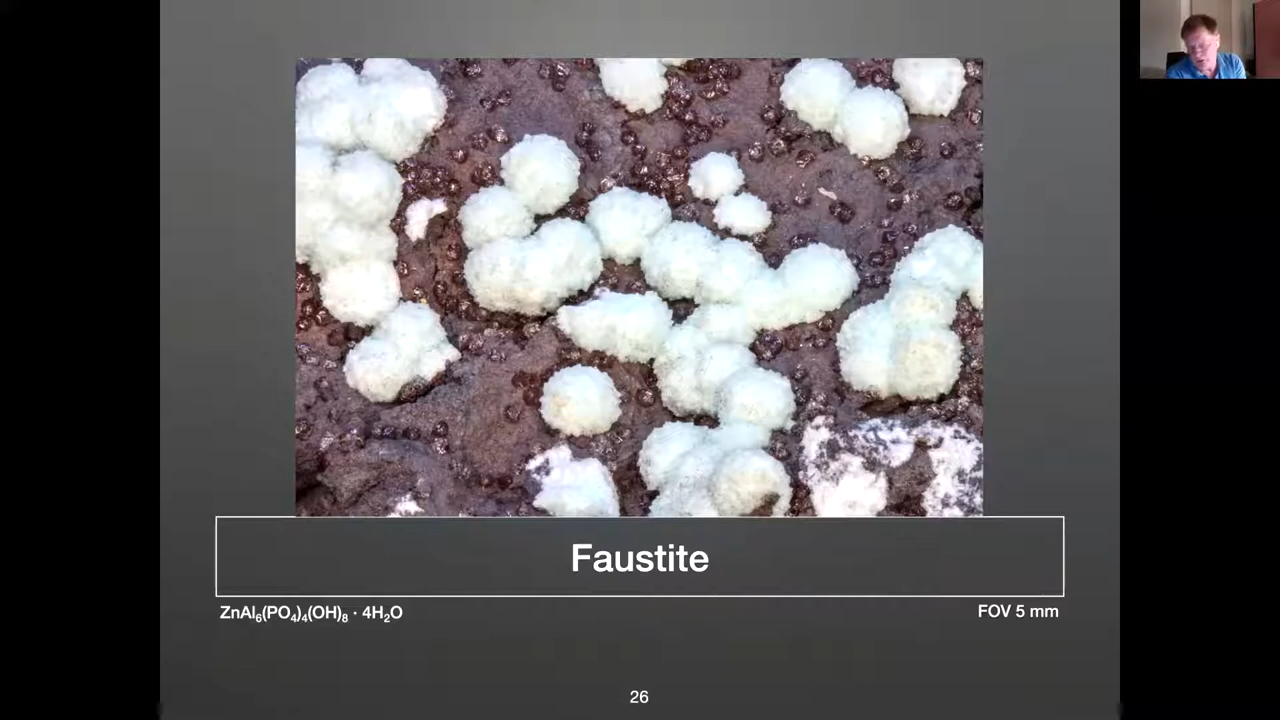 Faustite
ZnAl₆(PO₄)₄(OH)₈ · 4H₂O
FOV 5 mm
26